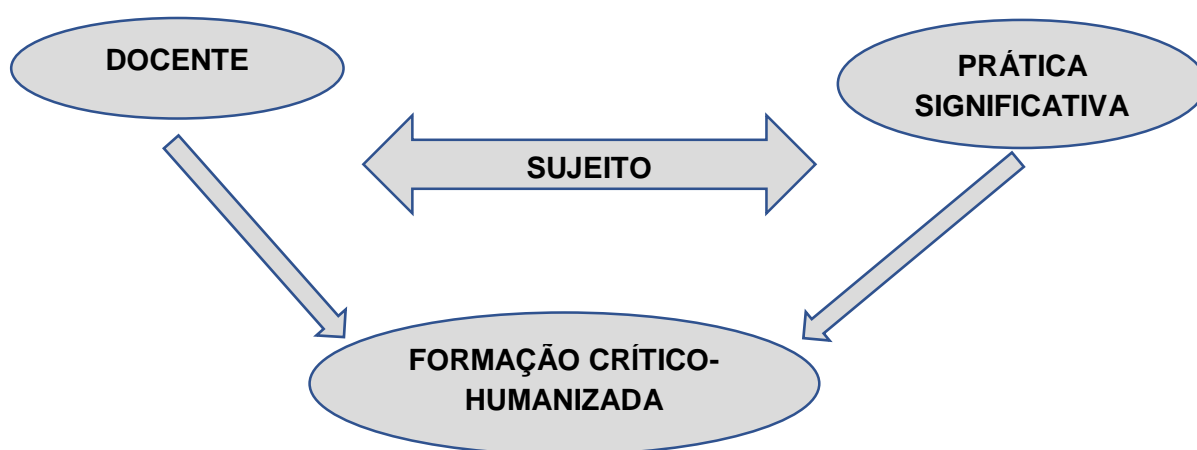 DOCENTE
PRÁTICA
SIGNIFICATIVA
SUJEITO
FORMAÇÃO CRÍTICO-
HUMANIZADA